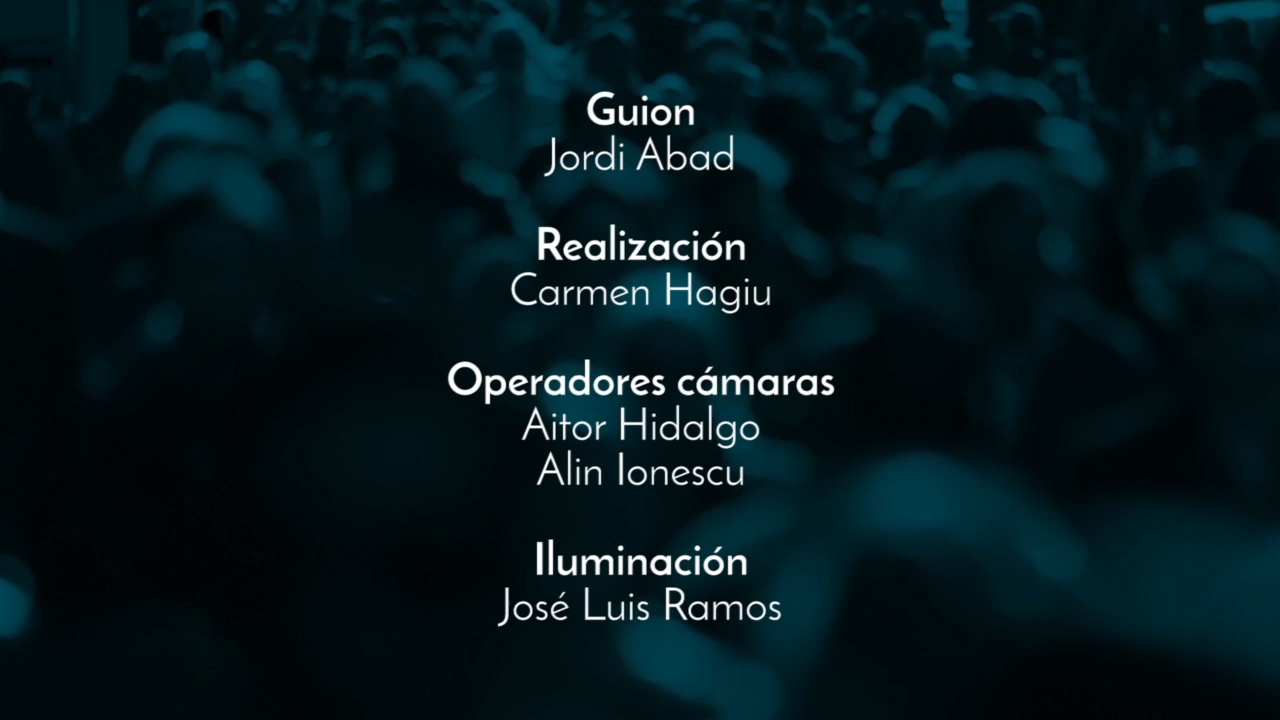 Guion
Jordi Abad
Realización
Carmen Hagiu
Operadores cámaras
Aitor Hidalgo
Alin Ionescu
Iluminación
José Luis Ramos